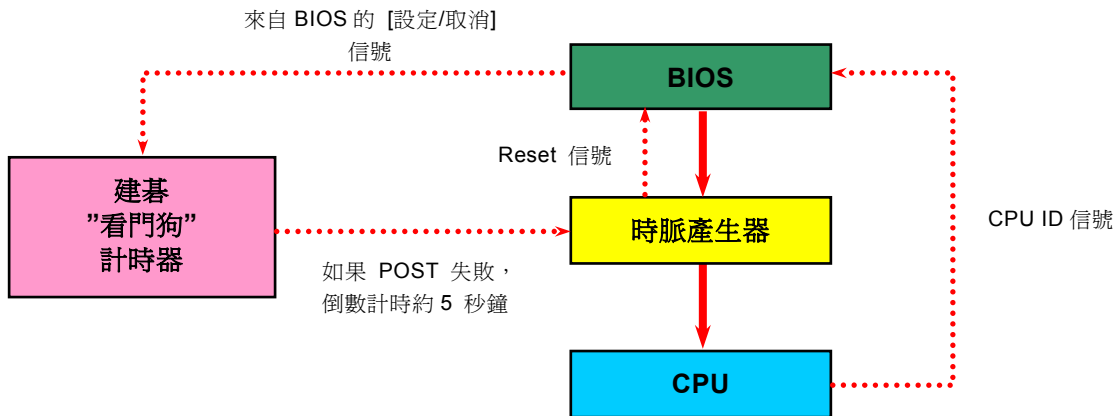 來自 BIOS 的 [設定/取消]
信號
BIOS
Reset 信號
建碁
”看門狗”
計時器
時脈產生器
CPU ID 信號
如果 POST 失敗，
倒數計時約 5 秒鐘
CPU